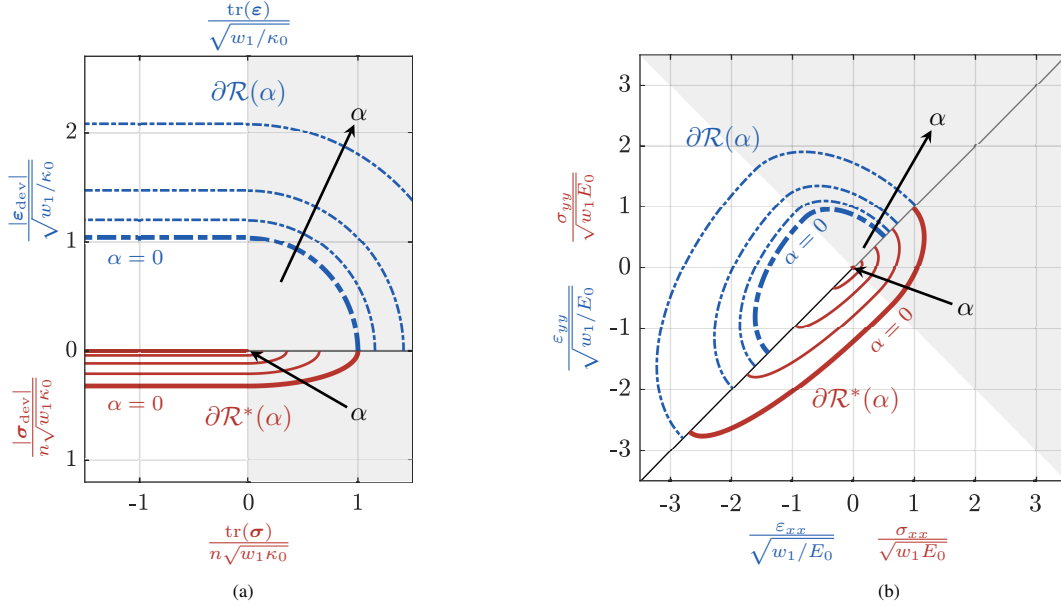 tr(ε)
√w₁/κ₀
∂R(α)
α
|ε_dev|
√w₁/κ₀
2
1
α = 0
0
α = 0
∂R*(α)
α
|σ_dev|
n√w₁κ₀
1
-1
0
1
tr(σ)
n√w₁κ₀
(a)
3
∂R(α)
α
2
σ_yy
√w₁E₀
1
α = 0
0
ε_yy
√w₁/E₀
α
-1
α = 0
-2
∂R*(α)
-3
-3
-2
-1
0
1
2
3
ε_xx
√w₁/E₀
σ_xx
√w₁E₀
(b)